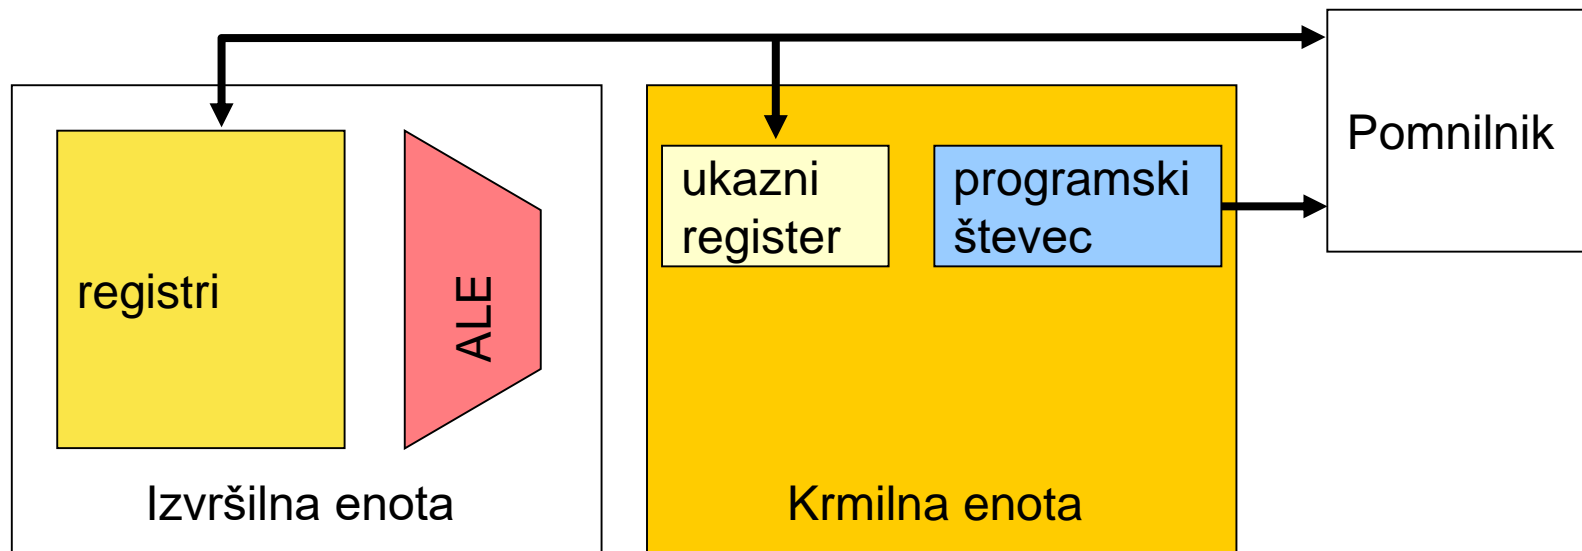 Pomnilnik
ukazni
register
programski
števec
registri
ALE
Izvršilna enota
Krmilna enota